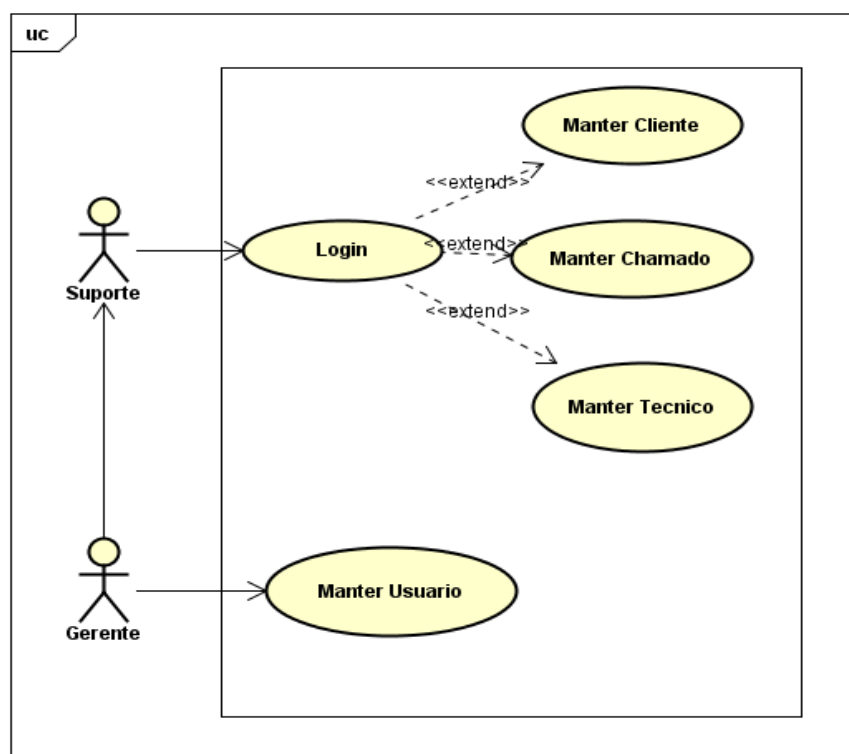 uc
Manter Cliente
<<extend>>
Suporte
Login
<<extend>>
Manter Chamado
<<extend>>
Manter Tecnico
Gerente
Manter Usuario